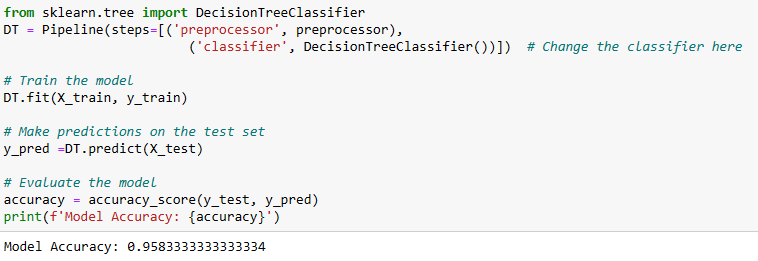 from sklearn.tree import DecisionTreeClassifier
DT = Pipeline(steps=[('preprocessor', preprocessor),
                        ('classifier', DecisionTreeClassifier())])  # Change the classifier here
# Train the model
DT.fit(X_train, y_train)
# Make predictions on the test set
y_pred =DT.predict(X_test)
# Evaluate the model
accuracy = accuracy_score(y_test, y_pred)
print(f'Model Accuracy: {accuracy}')
Model Accuracy: 0.9583333333333334